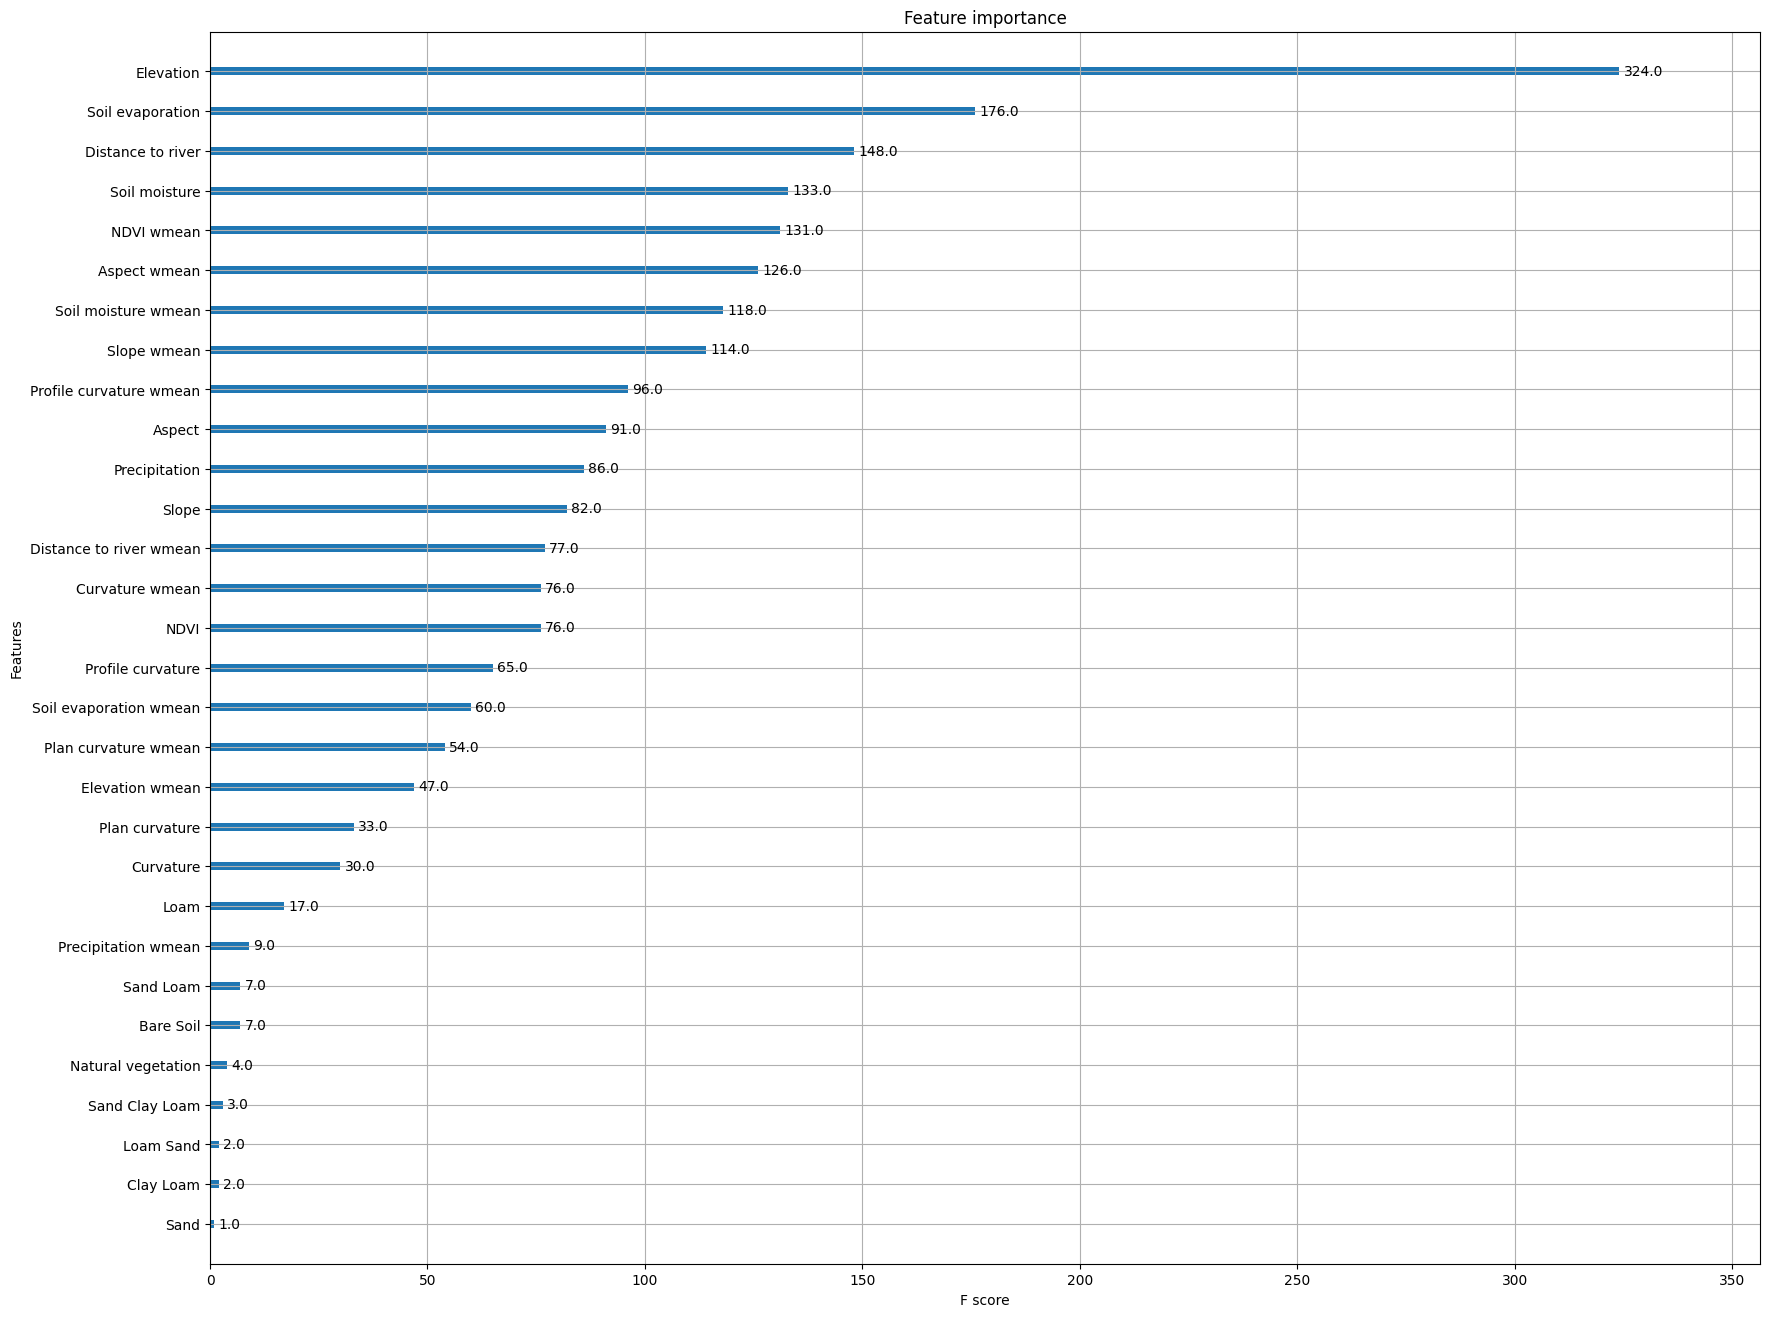 Feature importance
Elevation 324.0
Soil evaporation 176.0
Distance to river 148.0
Soil moisture 133.0
NDVI wmean 131.0
Aspect wmean 126.0
Soil moisture wmean 118.0
Slope wmean 114.0
Profile curvature wmean 96.0
Aspect 91.0
Precipitation 86.0
Slope 82.0
Distance to river wmean 77.0
Curvature wmean 76.0
NDVI 76.0
Profile curvature 65.0
Soil evaporation wmean 60.0
Plan curvature wmean 54.0
Elevation wmean 47.0
Plan curvature 33.0
Curvature 30.0
Loam 17.0
Precipitation wmean 9.0
Sand Loam 7.0
Bare Soil 7.0
Natural vegetation 4.0
Sand Clay Loam 3.0
Loam Sand 2.0
Clay Loam 2.0
Sand 1.0
Features
0 50 100 150 200 250 300 350
F score